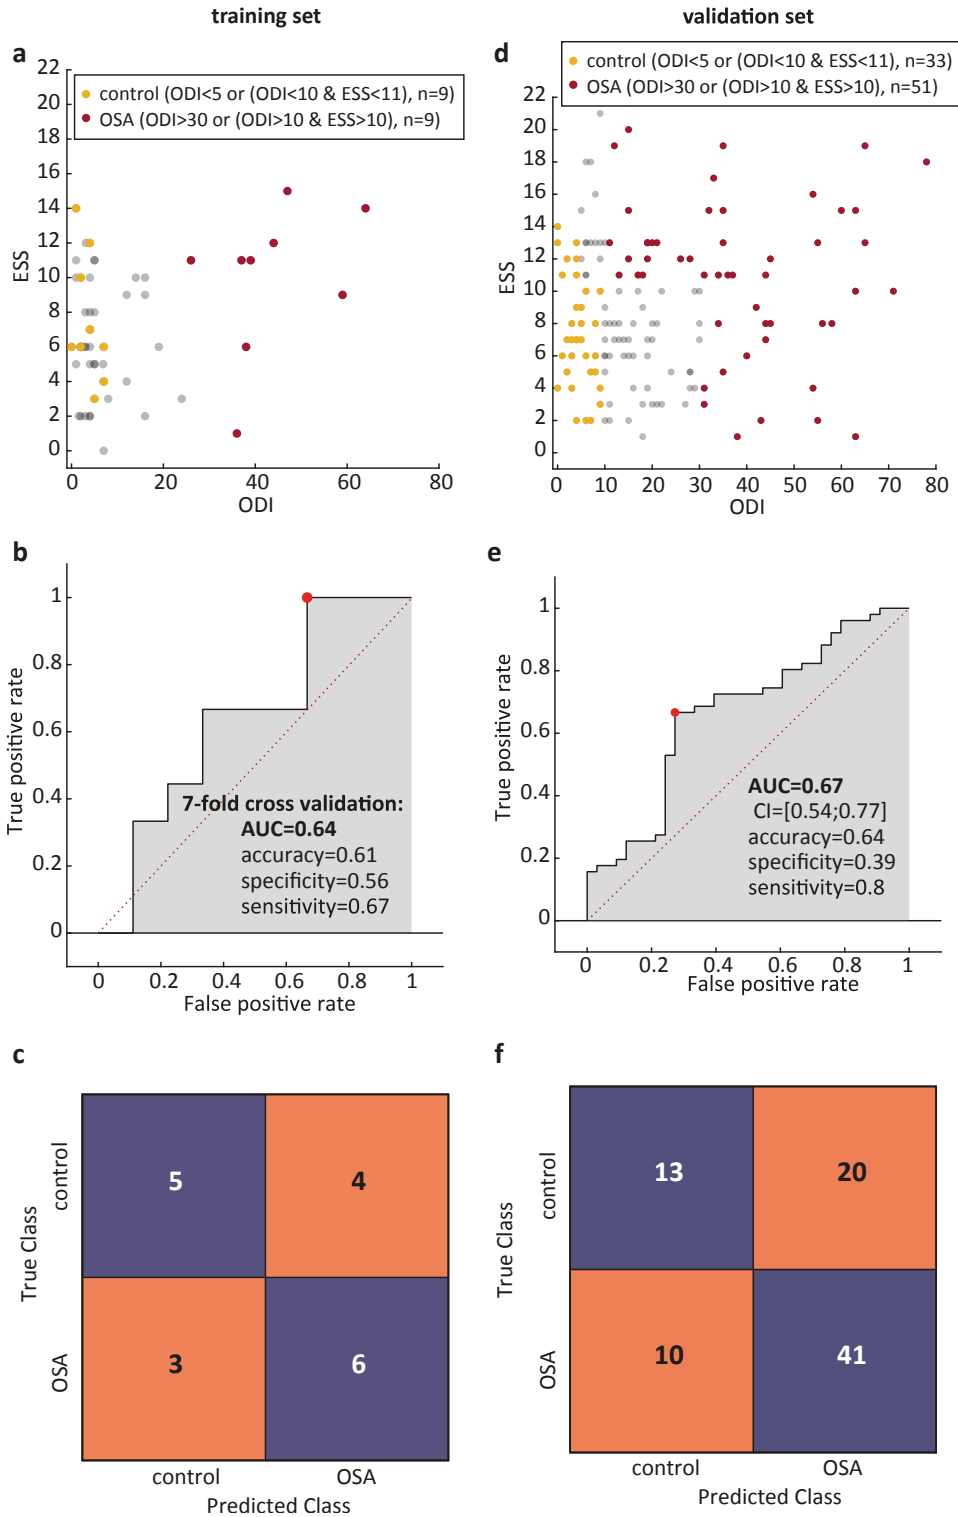 training set
validation set
a
control (ODI<5 or (ODI<10 & ESS<11), n=9)
OSA (ODI>30 or (ODI>10 & ESS>10), n=9)
22
20
18
16
14
12
10
8
6
4
2
0
ESS
0
20
40
60
80
ODI
d
control (ODI<5 or (ODI<10 & ESS<11), n=33)
OSA (ODI>30 or (ODI>10 & ESS>10), n=51)
22
20
18
16
14
12
10
8
6
4
2
0
ESS
0
10
20
30
40
50
60
70
80
ODI
b
1
0.8
0.6
0.4
0.2
0
True positive rate
7-fold cross validation:
AUC=0.64
accuracy=0.61
specificity=0.56
sensitivity=0.67
0
0.2
0.4
0.6
0.8
1
False positive rate
e
1
0.8
0.6
0.4
0.2
0
True positive rate
AUC=0.67
CI=[0.54;0.77]
accuracy=0.64
specificity=0.39
sensitivity=0.8
0
0.2
0.4
0.6
0.8
1
False positive rate
c
True Class
control
OSA
5
4
3
6
control
OSA
Predicted Class
f
True Class
control
OSA
13
20
10
41
control
OSA
Predicted Class